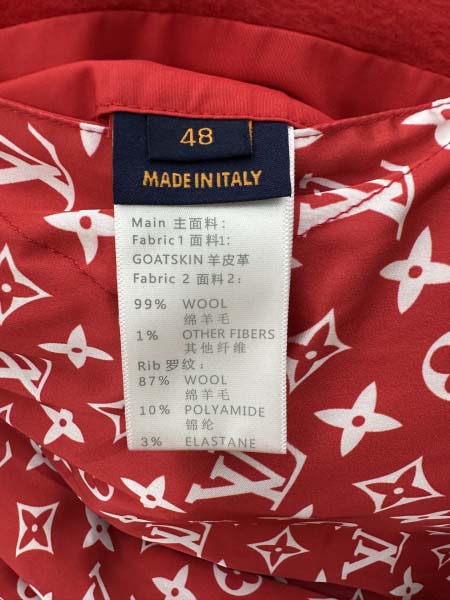 48
MADE IN ITALY
Main 主面料:
Fabric1 面料1:
GOATSKIN 羊皮革
Fabric 2 面料2:
99% WOOL
绵羊毛
1% OTHER FIBERS
其他纤维
Rib 罗纹:
87% WOOL
绵羊毛
10% POLYAMIDE
锦纶
3% ELASTANE